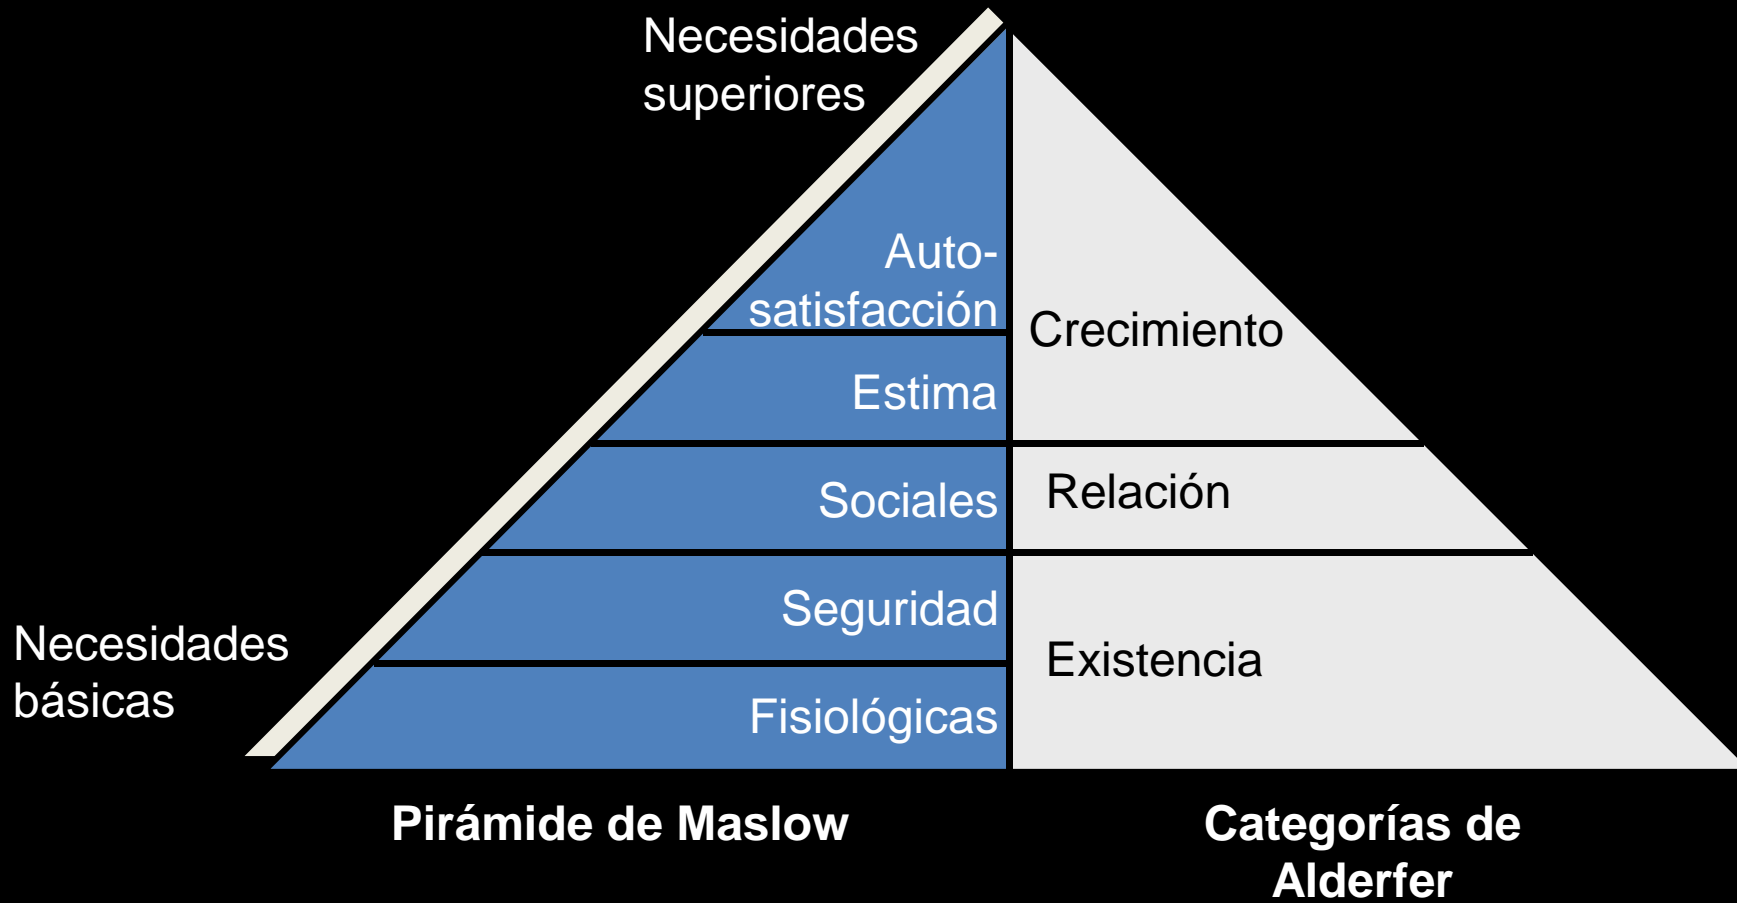 Necesidades
superiores
Auto-
satisfacción
Crecimiento
Estima
Sociales
Relación
Seguridad
Necesidades
básicas
Existencia
Fisiológicas
Pirámide de Maslow
Categorías de
Alderfer